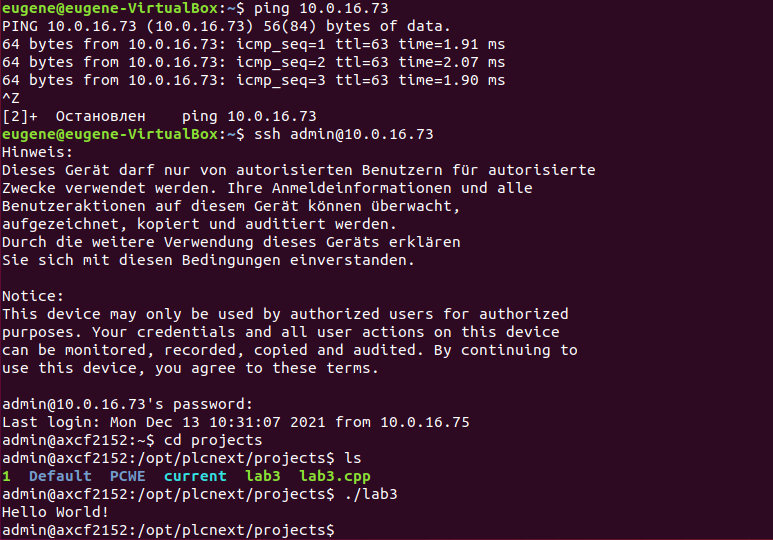 eugene@eugene-VirtualBox:~$ ping 10.0.16.73
PING 10.0.16.73 (10.0.16.73) 56(84) bytes of data.
64 bytes from 10.0.16.73: icmp_seq=1 ttl=63 time=1.91 ms
64 bytes from 10.0.16.73: icmp_seq=2 ttl=63 time=2.07 ms
64 bytes from 10.0.16.73: icmp_seq=3 ttl=63 time=1.90 ms
^Z
[2]+  Остановлен    ping 10.0.16.73
eugene@eugene-VirtualBox:~$ ssh admin@10.0.16.73
Hinweis:
Dieses Gerät darf nur von autorisierten Benutzern für autorisierte
Zwecke verwendet werden. Ihre Anmeldeinformationen und alle
Benutzeraktionen auf diesem Gerät können überwacht,
aufgezeichnet, kopiert und auditiert werden.
Durch die weitere Verwendung dieses Geräts erklären
Sie sich mit diesen Bedingungen einverstanden.

Notice:
This device may only be used by authorized users for authorized
purposes. Your credentials and all user actions on this device
can be monitored, recorded, copied and audited. By continuing to
use this device, you agree to these terms.

admin@10.0.16.73's password:
Last login: Mon Dec 13 10:31:07 2021 from 10.0.16.75
admin@axcf2152:~$ cd projects
admin@axcf2152:/opt/plcnext/projects$ ls
1  Default  PCWE  current  lab3  lab3.cpp
admin@axcf2152:/opt/plcnext/projects$ ./lab3
Hello World!
admin@axcf2152:/opt/plcnext/projects$